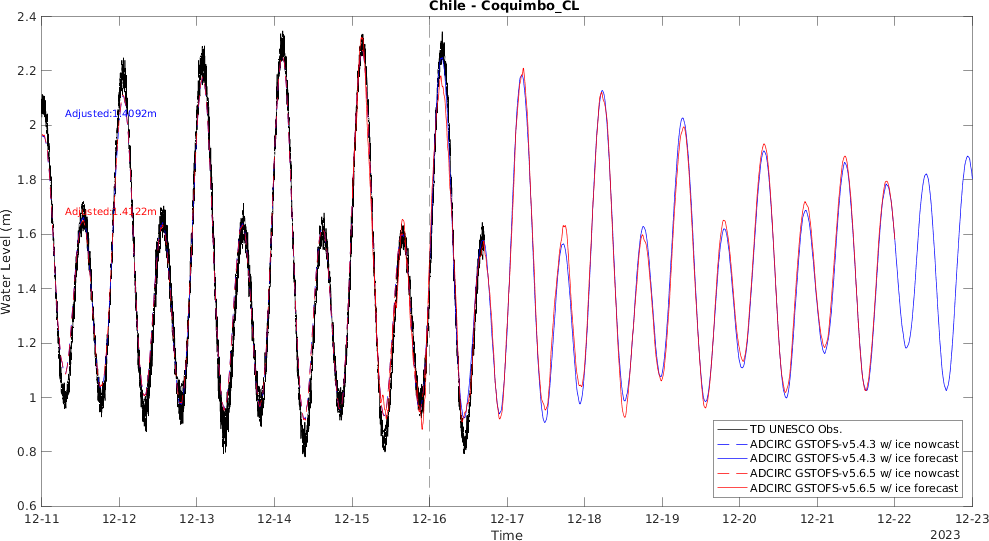 Chile - Coquimbo_CL
2.4
2.2
2
1.8
1.6
1.4
1.2
1
0.8
0.6
Water Level (m)
Adjusted:1.4092m
Adjusted:1.4122m
TD UNESCO Obs.
ADCIRC GSTOFS-v5.4.3 w/ ice nowcast
ADCIRC GSTOFS-v5.4.3 w/ ice forecast
ADCIRC GSTOFS-v5.6.5 w/ ice nowcast
ADCIRC GSTOFS-v5.6.5 w/ ice forecast
12-11 12-12 12-13 12-14 12-15 12-16 12-17 12-18 12-19 12-20 12-21 12-22 12-23
Time
2023